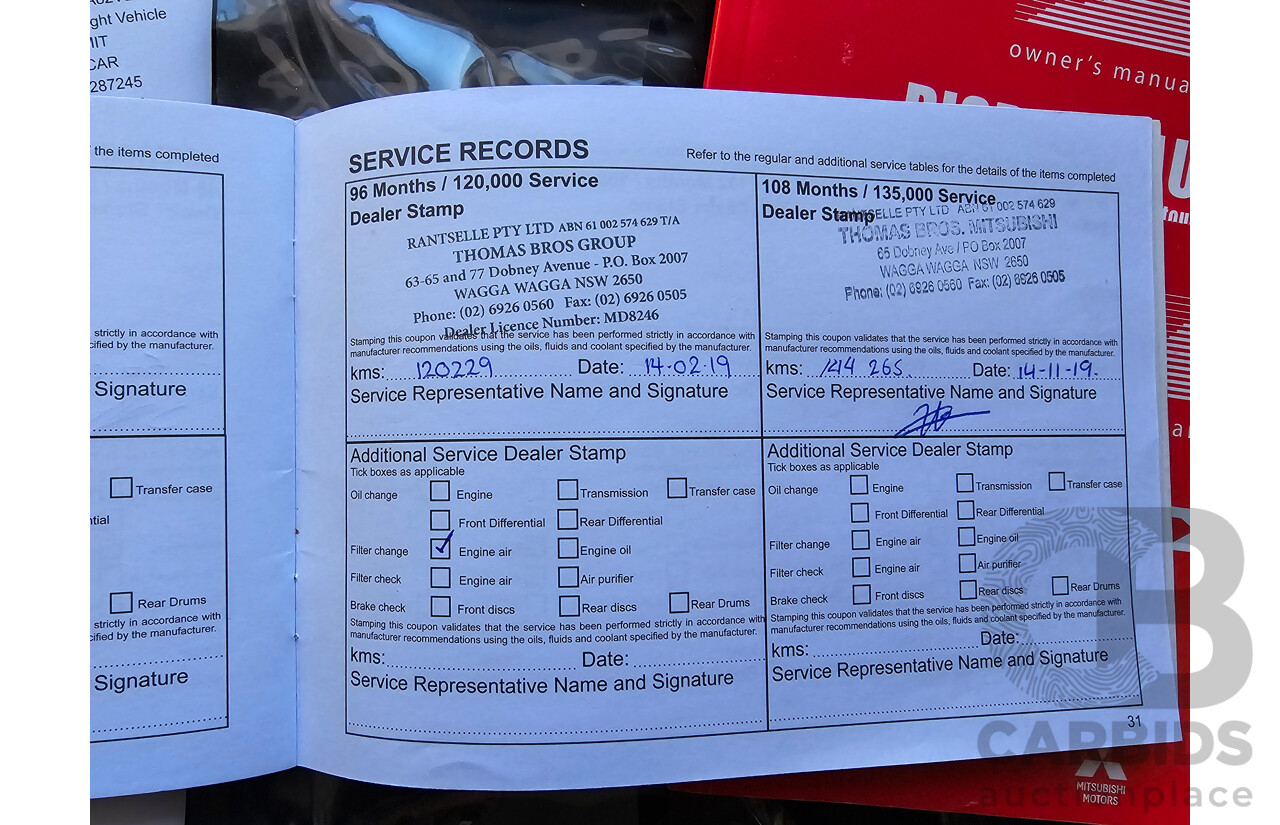 ght Vehicle
MIT
CAR
287245
owner's manua
the items completed
strictly in accordance with
cified by the manufacturer.
Signature
Transfer case
ntial
Rear Drums
strictly in accordance with
cified by the manufacturer.
Signature
SERVICE RECORDS
Refer to the regular and additional service tables for the details of the items completed
96 Months / 120,000 Service
Dealer Stamp
RANTSELLE PTY LTD ABN 61 002 574 629 T/A
THOMAS BROS GROUP
63-65 and 77 Dobney Avenue - P.O. Box 2007
WAGGA WAGGA NSW 2650
Phone: (02) 6926 0560 Fax: (02) 6926 0505
Dealer Licence Number: MD8246
Stamping this coupon validates that the service has been performed strictly in accordance with
manufacturer recommendations using the oils, fluids and coolant specified by the manufacturer.
kms: 120229 Date: 14-02-19
Service Representative Name and Signature
Additional Service Dealer Stamp
Tick boxes as applicable
Oil change Engine Transmission Transfer case
Front Differential Rear Differential
Filter change Engine air Engine oil
Filter check Engine air Air purifier
Brake check Front discs Rear discs Rear Drums
Stamping this coupon validates that the service has been performed strictly in accordance with
manufacturer recommendations using the oils, fluids and coolant specified by the manufacturer.
kms: Date:
Service Representative Name and Signature
108 Months / 135,000 Service
Dealer Stamp
RANTSELLE PTY LTD ABN 61 002 574 629
THOMAS BROS. MITSUBISHI
65 Dobney Ave / PO Box 2007
WAGGA WAGGA NSW 2650
Phone: (02) 6926 0560 Fax: (02) 6926 0505
Stamping this coupon validates that the service has been performed strictly in accordance with
manufacturer recommendations using the oils, fluids and coolant specified by the manufacturer.
kms: 144 265 Date: 14-11-19.
Service Representative Name and Signature
Additional Service Dealer Stamp
Tick boxes as applicable
Oil change Engine Transmission Transfer case
Front Differential Rear Differential
Filter change Engine air Engine oil
Filter check Engine air Air purifier
Brake check Front discs Rear discs Rear Drums
Stamping this coupon validates that the service has been performed strictly in accordance with
manufacturer recommendations using the oils, fluids and coolant specified by the manufacturer.
kms: Date:
Service Representative Name and Signature
31
MITSUBISHI
MOTORS
CARBIDS
auctionplace